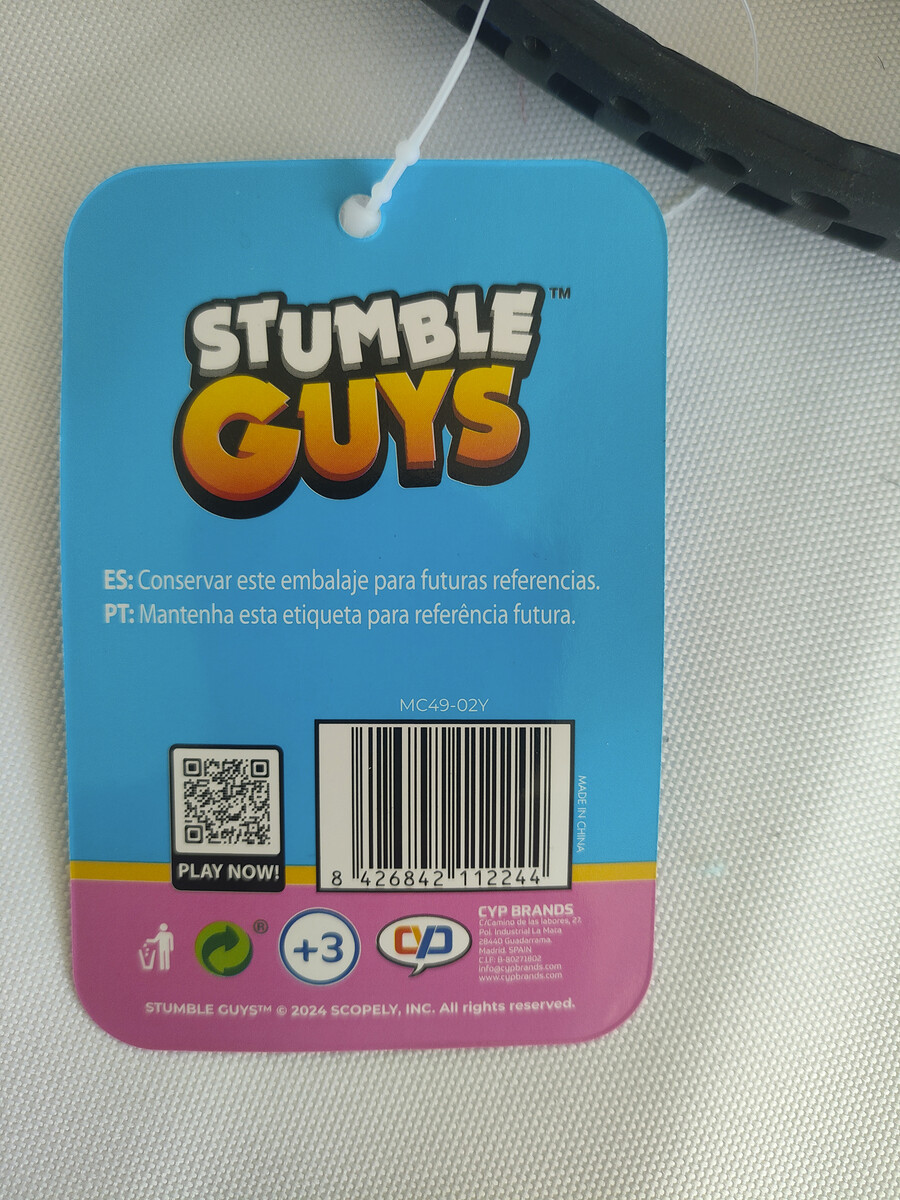 STUMBLE™
GUYS
ES: Conservar este embalaje para futuras referencias.
PT: Mantenha esta etiqueta para referência futura.
MC49-02Y
MADE IN CHINA
8 426842 112244
PLAY NOW!
®
+3
CYP
CYP BRANDS
C/Camino de las labores, 27.
Pol. Industrial La Mata
28440 Guadarrama.
Madrid. SPAIN
C.I.F: B-80271802
info@cypbrands.com
www.cypbrands.com
STUMBLE GUYS™ © 2024 SCOPELY, INC. All rights reserved.